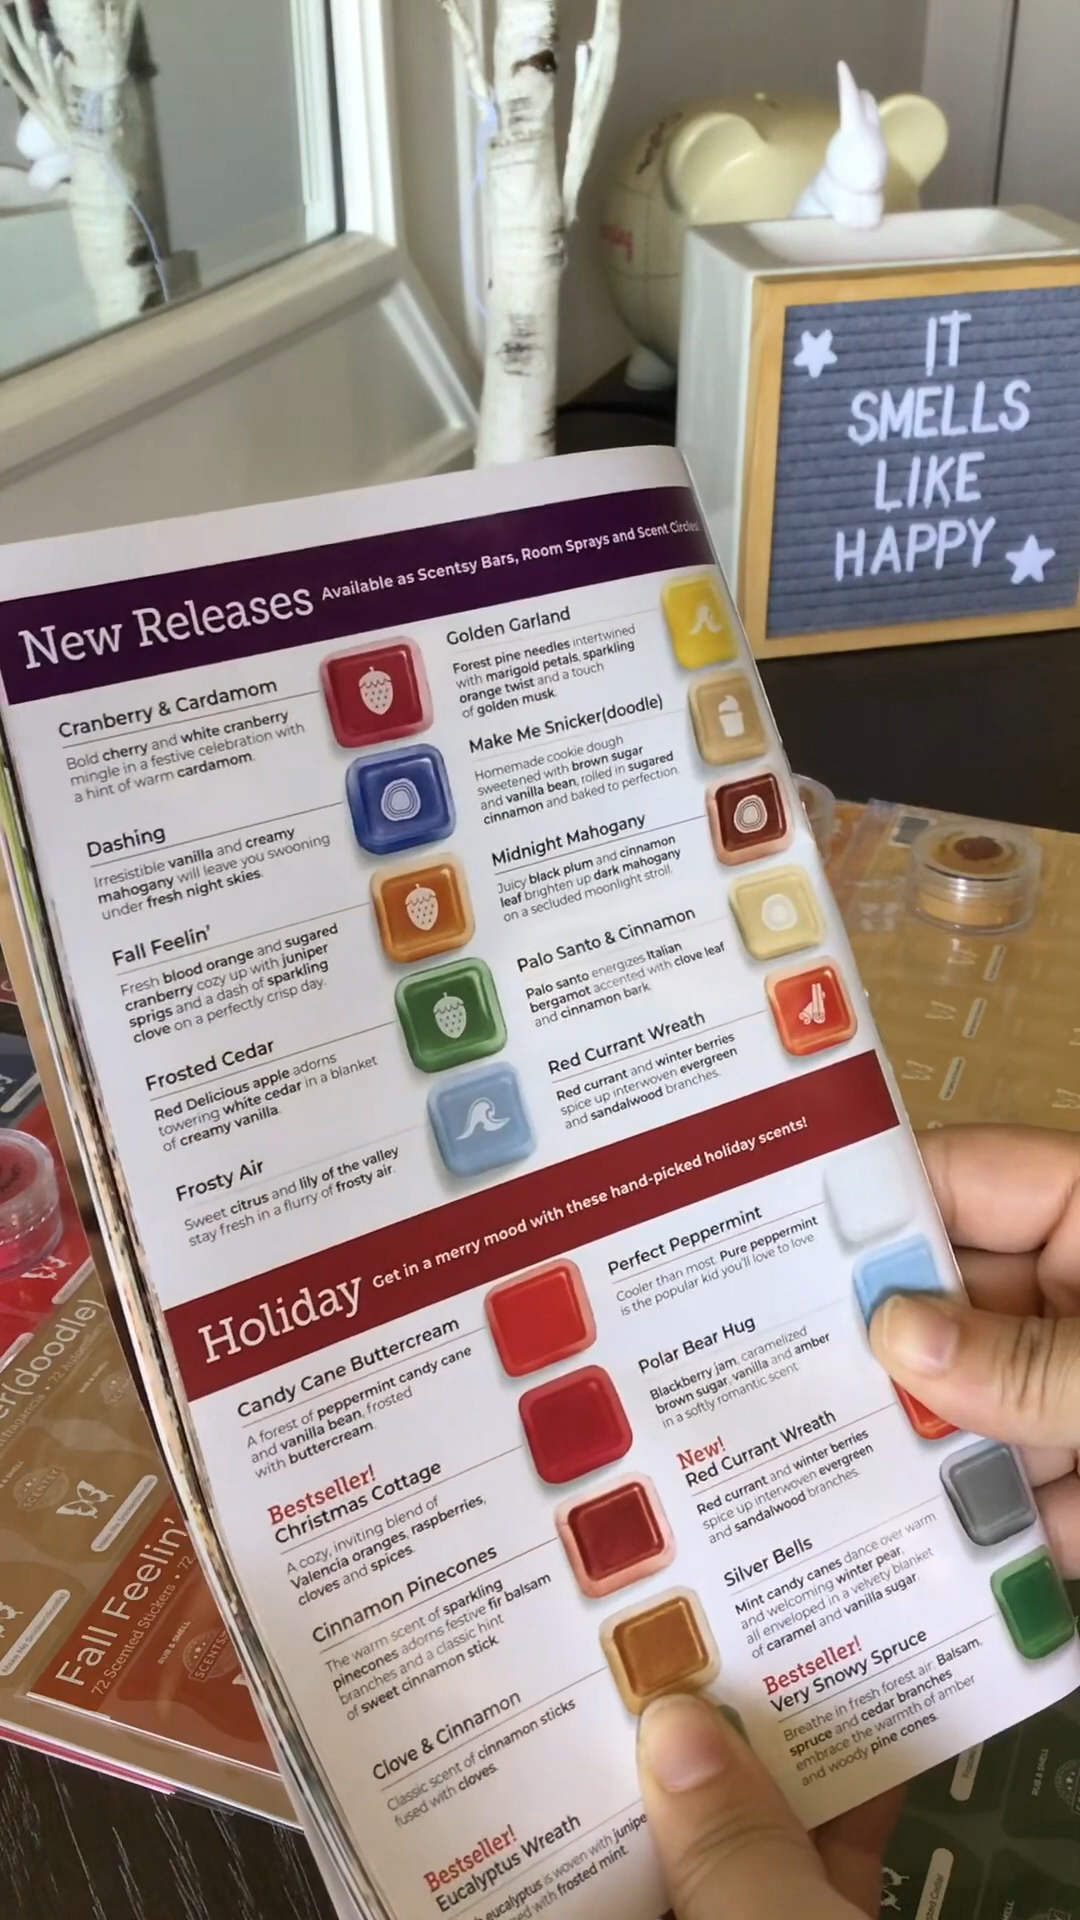 IT
SMELLS
LIKE
HAPPY
New Releases Available as Scentsy Bars, Room Sprays and Scent Circles!
Cranberry & Cardamom
Bold cherry and white cranberry
mingle in a festive celebration with
a hint of warm cardamom.
Dashing
Irresistible vanilla and creamy
mahogany will leave you swooning
under fresh night skies.
Fall Feelin'
Fresh blood orange and sugared
cranberry cozy up with juniper
sprigs and a dash of sparkling
clove on a perfectly crisp day.
Frosted Cedar
Red Delicious apple adorns
towering white cedar in a blanket
of creamy vanilla.
Frosty Air
Sweet citrus and lily of the valley
stay fresh in a flurry of frosty air.
Golden Garland
Forest pine needles intertwined
with marigold petals, sparkling
orange twist and a touch
of golden musk.
Make Me Snicker(doodle)
Homemade cookie dough
sweetened with brown sugar
and vanilla bean, rolled in sugared
cinnamon and baked to perfection.
Midnight Mahogany
Juicy black plum and cinnamon
leaf brighten up dark mahogany
on a secluded moonlight stroll.
Palo Santo & Cinnamon
Palo santo energizes Italian
bergamot accented with clove leaf
and cinnamon bark.
Red Currant Wreath
Red currant and winter berries
spice up interwoven evergreen
and sandalwood branches.
Holiday Get in a merry mood with these hand-picked holiday scents!
Candy Cane Buttercream
A forest of peppermint candy cane
and vanilla bean, frosted
with buttercream.
Bestseller!
Christmas Cottage
A cozy, inviting blend of
Valencia oranges, raspberries,
cloves and spices.
Cinnamon Pinecones
The warm scent of sparkling
pinecones adorns festive fir balsam
branches and a classic hint
of sweet cinnamon stick.
Clove & Cinnamon
Classic scent of cinnamon sticks
fused with cloves.
Bestseller!
Eucalyptus Wreath
eucalyptus is woven with
with frosted mint.
Perfect Peppermint
Cooler than most. Pure peppermint
is the popular kid you'll love to love
Polar Bear Hug
Blackberry jam, caramelized
brown sugar, vanilla and amber
in a softly romantic scent.
New!
Red Currant Wreath
Red currant and winter berries
spice up interwoven evergreen
and sandalwood branches.
Silver Bells
Mint candy canes dance over warm
and welcoming winter pear,
all enveloped in a velvety blanket
of caramel and vanilla sugar.
Bestseller!
Very Snowy Spruce
Breathe in fresh forest air. Balsam,
spruce and cedar branches
embrace the warmth of amber
and woody pine cones.
er(doodle)
Fall Feelin'
72 Scented Stickers • 72
RUB & SMELL
SCENTSY